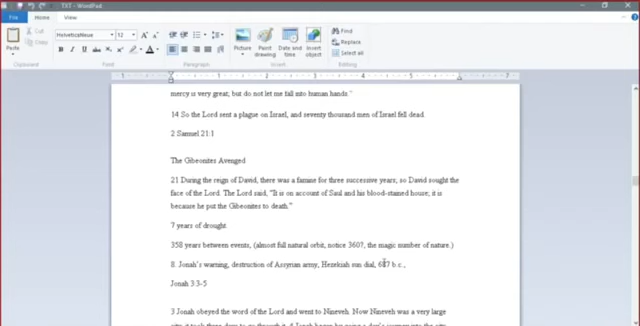 TXT - WordPad
File Home View
Paste
Cut
Copy
HelveticaNeue 12
Picture
Paint drawing
Date and time
Insert object
Find
Replace
Select all
Clipboard Font Paragraph Insert Editing
1 1 2 3 4 5 6 7
mercy is very great, but do not let me fall into human hands."
14 So the Lord sent a plague on Israel, and seventy thousand men of Israel fell dead.
2 Samuel 21:1
The Gibeonites Avenged
21 During the reign of David, there was a famine for three successive years; so David sought the
face of the Lord. The Lord said, "It is on account of Saul and his blood-stained house; it is
because he put the Gibeonites to death."
7 years of drought.
358 years between events, (almost full natural orbit, notice 360?, the magic number of nature.)
8. Jonah's warning, destruction of Assyrian army, Hezekiah sun dial, 687 b.c.,
Jonah 3:3-5
3 Jonah obeyed the word of the Lord and went to Nineveh. Now Nineveh was a very large